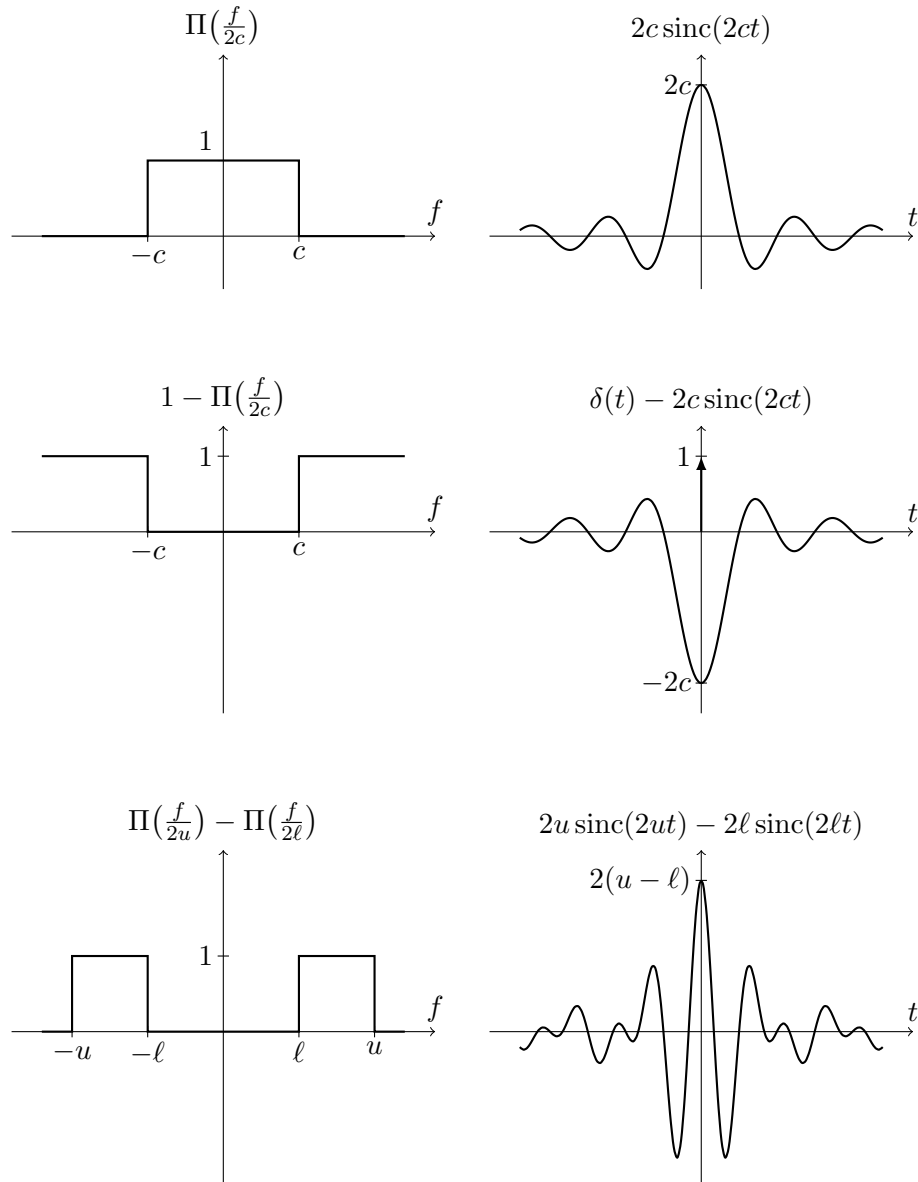 Π(f/2c)
1
f
−c
c
2c sinc(2ct)
2c
t
1 − Π(f/2c)
1
f
−c
c
δ(t) − 2c sinc(2ct)
1
t
−2c
Π(f/2u) − Π(f/2ℓ)
1
f
−u
−ℓ
ℓ
u
2u sinc(2ut) − 2ℓ sinc(2ℓt)
2(u − ℓ)
t